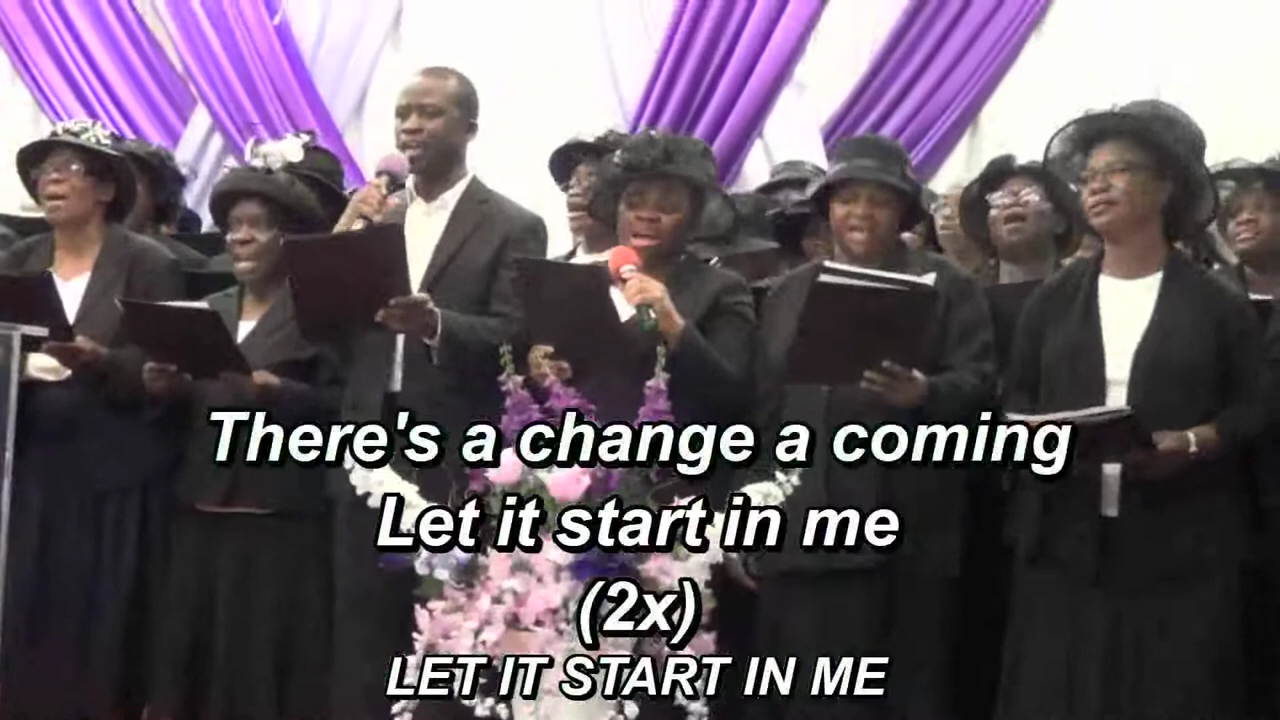 There's a change a coming
Let it start in me
(2x)
LET IT START IN ME